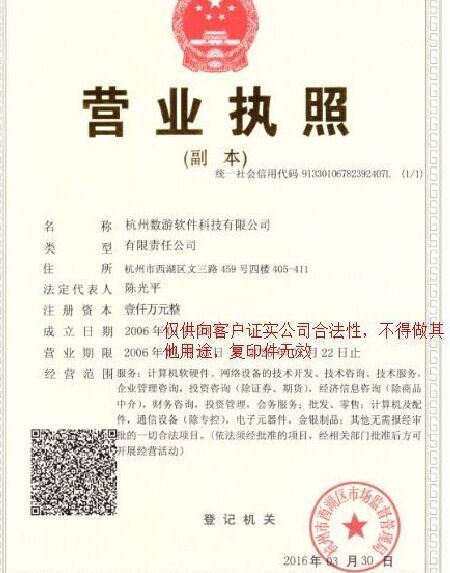 营业执照
(副 本)
统一社会信用代码 91330106782392407L (1/1)
名 称 杭州数游软件科技有限公司
类 型 有限责任公司
住 所 杭州市西湖区文三路 459 号四楼 405-411
法定代表人 陈光平
注册资本 壹仟万元整
成立日期 2006年
仅供向客户证实公司合法性，不得做其
他用途，复印件无效
营业期限 2006年 日 22日止
经营范围 服务：计算机软硬件、网络设备的技术开发、技术咨询、技术服务，
企业管理咨询，投资咨询（除证券、期货），经济信息咨询（除商品
中介），财务咨询，投资管理，会务服务；批发、零售：计算机及配
件，通信设备（除专控），电子元器件，金银制品；其他无需报经审
批的一切合法项目。（依法须经批准的项目，经相关部门批准后方可
开展经营活动）
登记机关
杭州市西湖区市场监督管理局
2016年 03月 30日